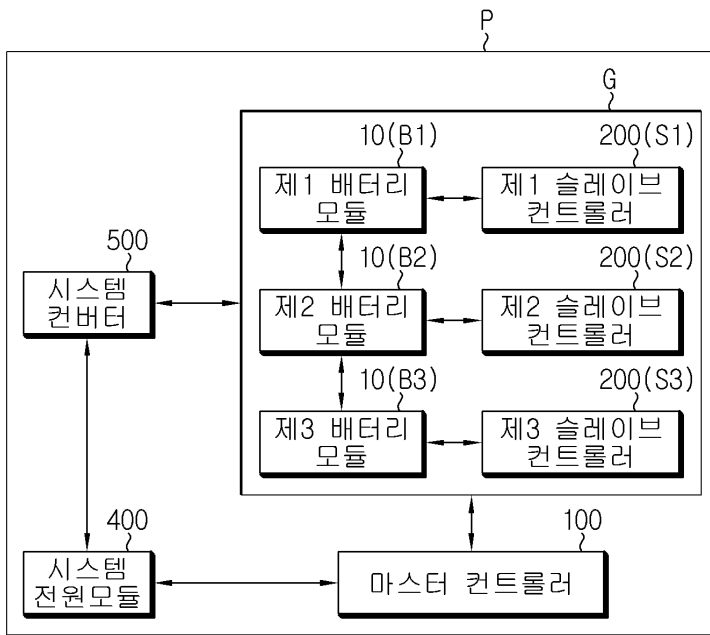 P
G
10(B1)
200(S1)
제1 배터리
모듈
제1 슬레이브
컨트롤러
500
시스템
컨버터
10(B2)
200(S2)
제2 배터리
모듈
제2 슬레이브
컨트롤러
10(B3)
200(S3)
제3 배터리
모듈
제3 슬레이브
컨트롤러
400
시스템
전원모듈
100
마스터 컨트롤러